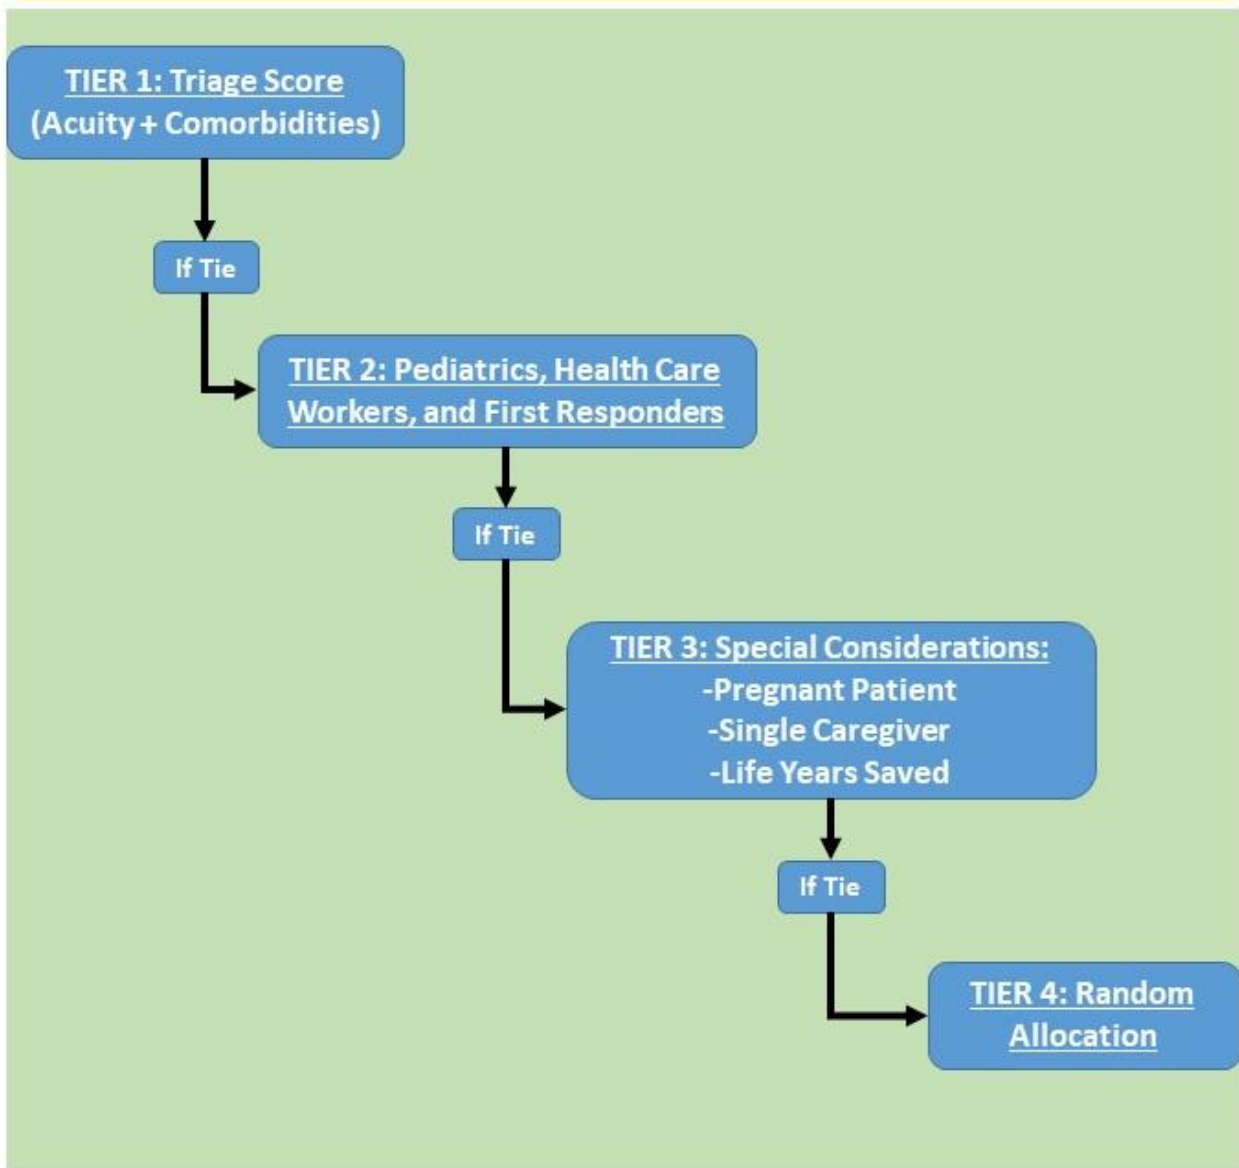 TIER 1: Triage Score
(Acuity + Comorbidities)
If Tie
TIER 2: Pediatrics, Health Care
Workers, and First Responders
If Tie
TIER 3: Special Considerations:
-Pregnant Patient
-Single Caregiver
-Life Years Saved
If Tie
TIER 4: Random
Allocation